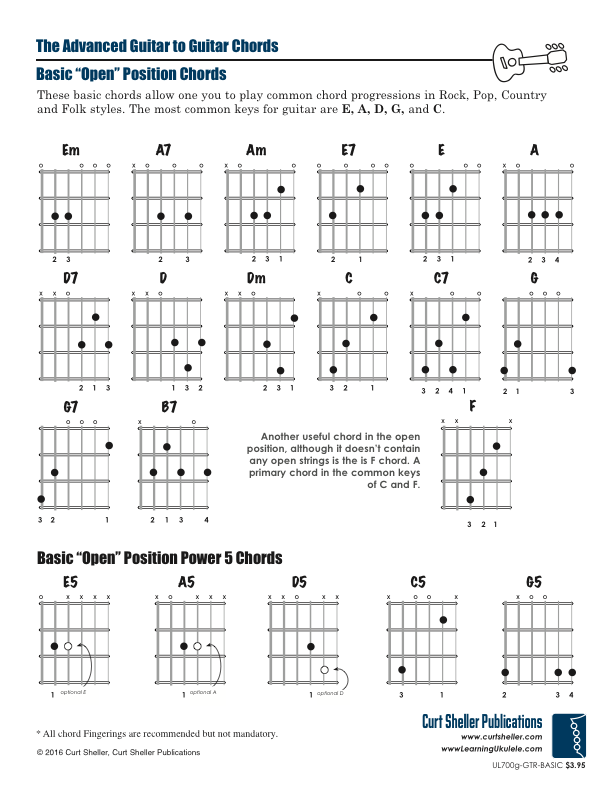 The Advanced Guitar to Guitar Chords
Basic “Open” Position Chords
These basic chords allow one you to play common chord progressions in Rock, Pop, Country
and Folk styles. The most common keys for guitar are E, A, D, G, and C.
Em A7 Am E7 E A
o o o o x o o o x o o o o o o o o o x o o
2 3 2 3 2 3 1 2 1 2 3 1 2 3 4
D7 D Dm C C7 G
x x o x x o x x o x o o x o o o o o
2 1 3 1 3 2 2 3 1 3 2 1 3 2 4 1 2 1 3
G7 B7 F
o o o x o x x x
3 2 1 2 1 3 4 3 2 1
Another useful chord in the open
position, although it doesn’t contain
any open strings is the is F chord. A
primary chord in the common keys
of C and F.
Basic “Open” Position Power 5 Chords
E5 A5 D5 C5 G5
o x x x x x o x x x x x o x x x o o x x o o
1 optional E 1 optional A 1 optional D 3 1 2 3 4
* All chord Fingerings are recommended but not mandatory.
© 2016 Curt Sheller, Curt Sheller Publications
Curt Sheller Publications
www.curtsheller.com
www.LearningUkulele.com
UL700g-GTR-BASIC $3.95